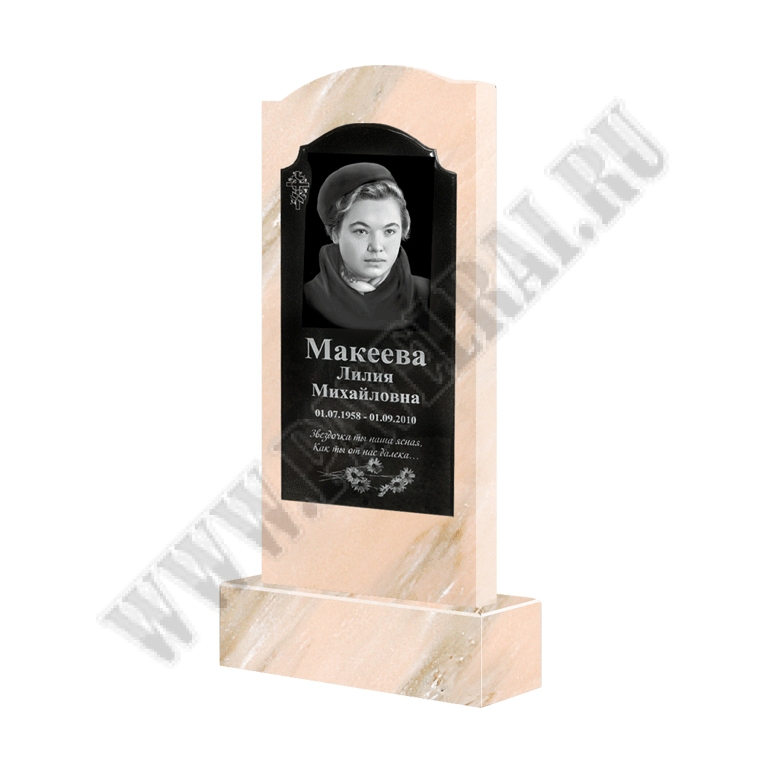 Макеева
Лилия
Михайловна
01.07.1958 - 01.09.2010
Звездочка ты наша ясная,
Как ты от нас далека...